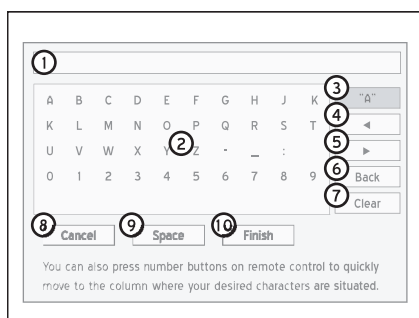 1
A B C D E F G H J K 3 "A"
K L M N O P Q R S T 4 ◄
U V W X Y 2 Z - _ : 5 ►
0 1 2 3 4 5 6 7 8 9 6 Back
7 Clear
8 Cancel 9 Space 10 Finish
You can also press number buttons on remote control to quickly
move to the column where your desired characters are situated.